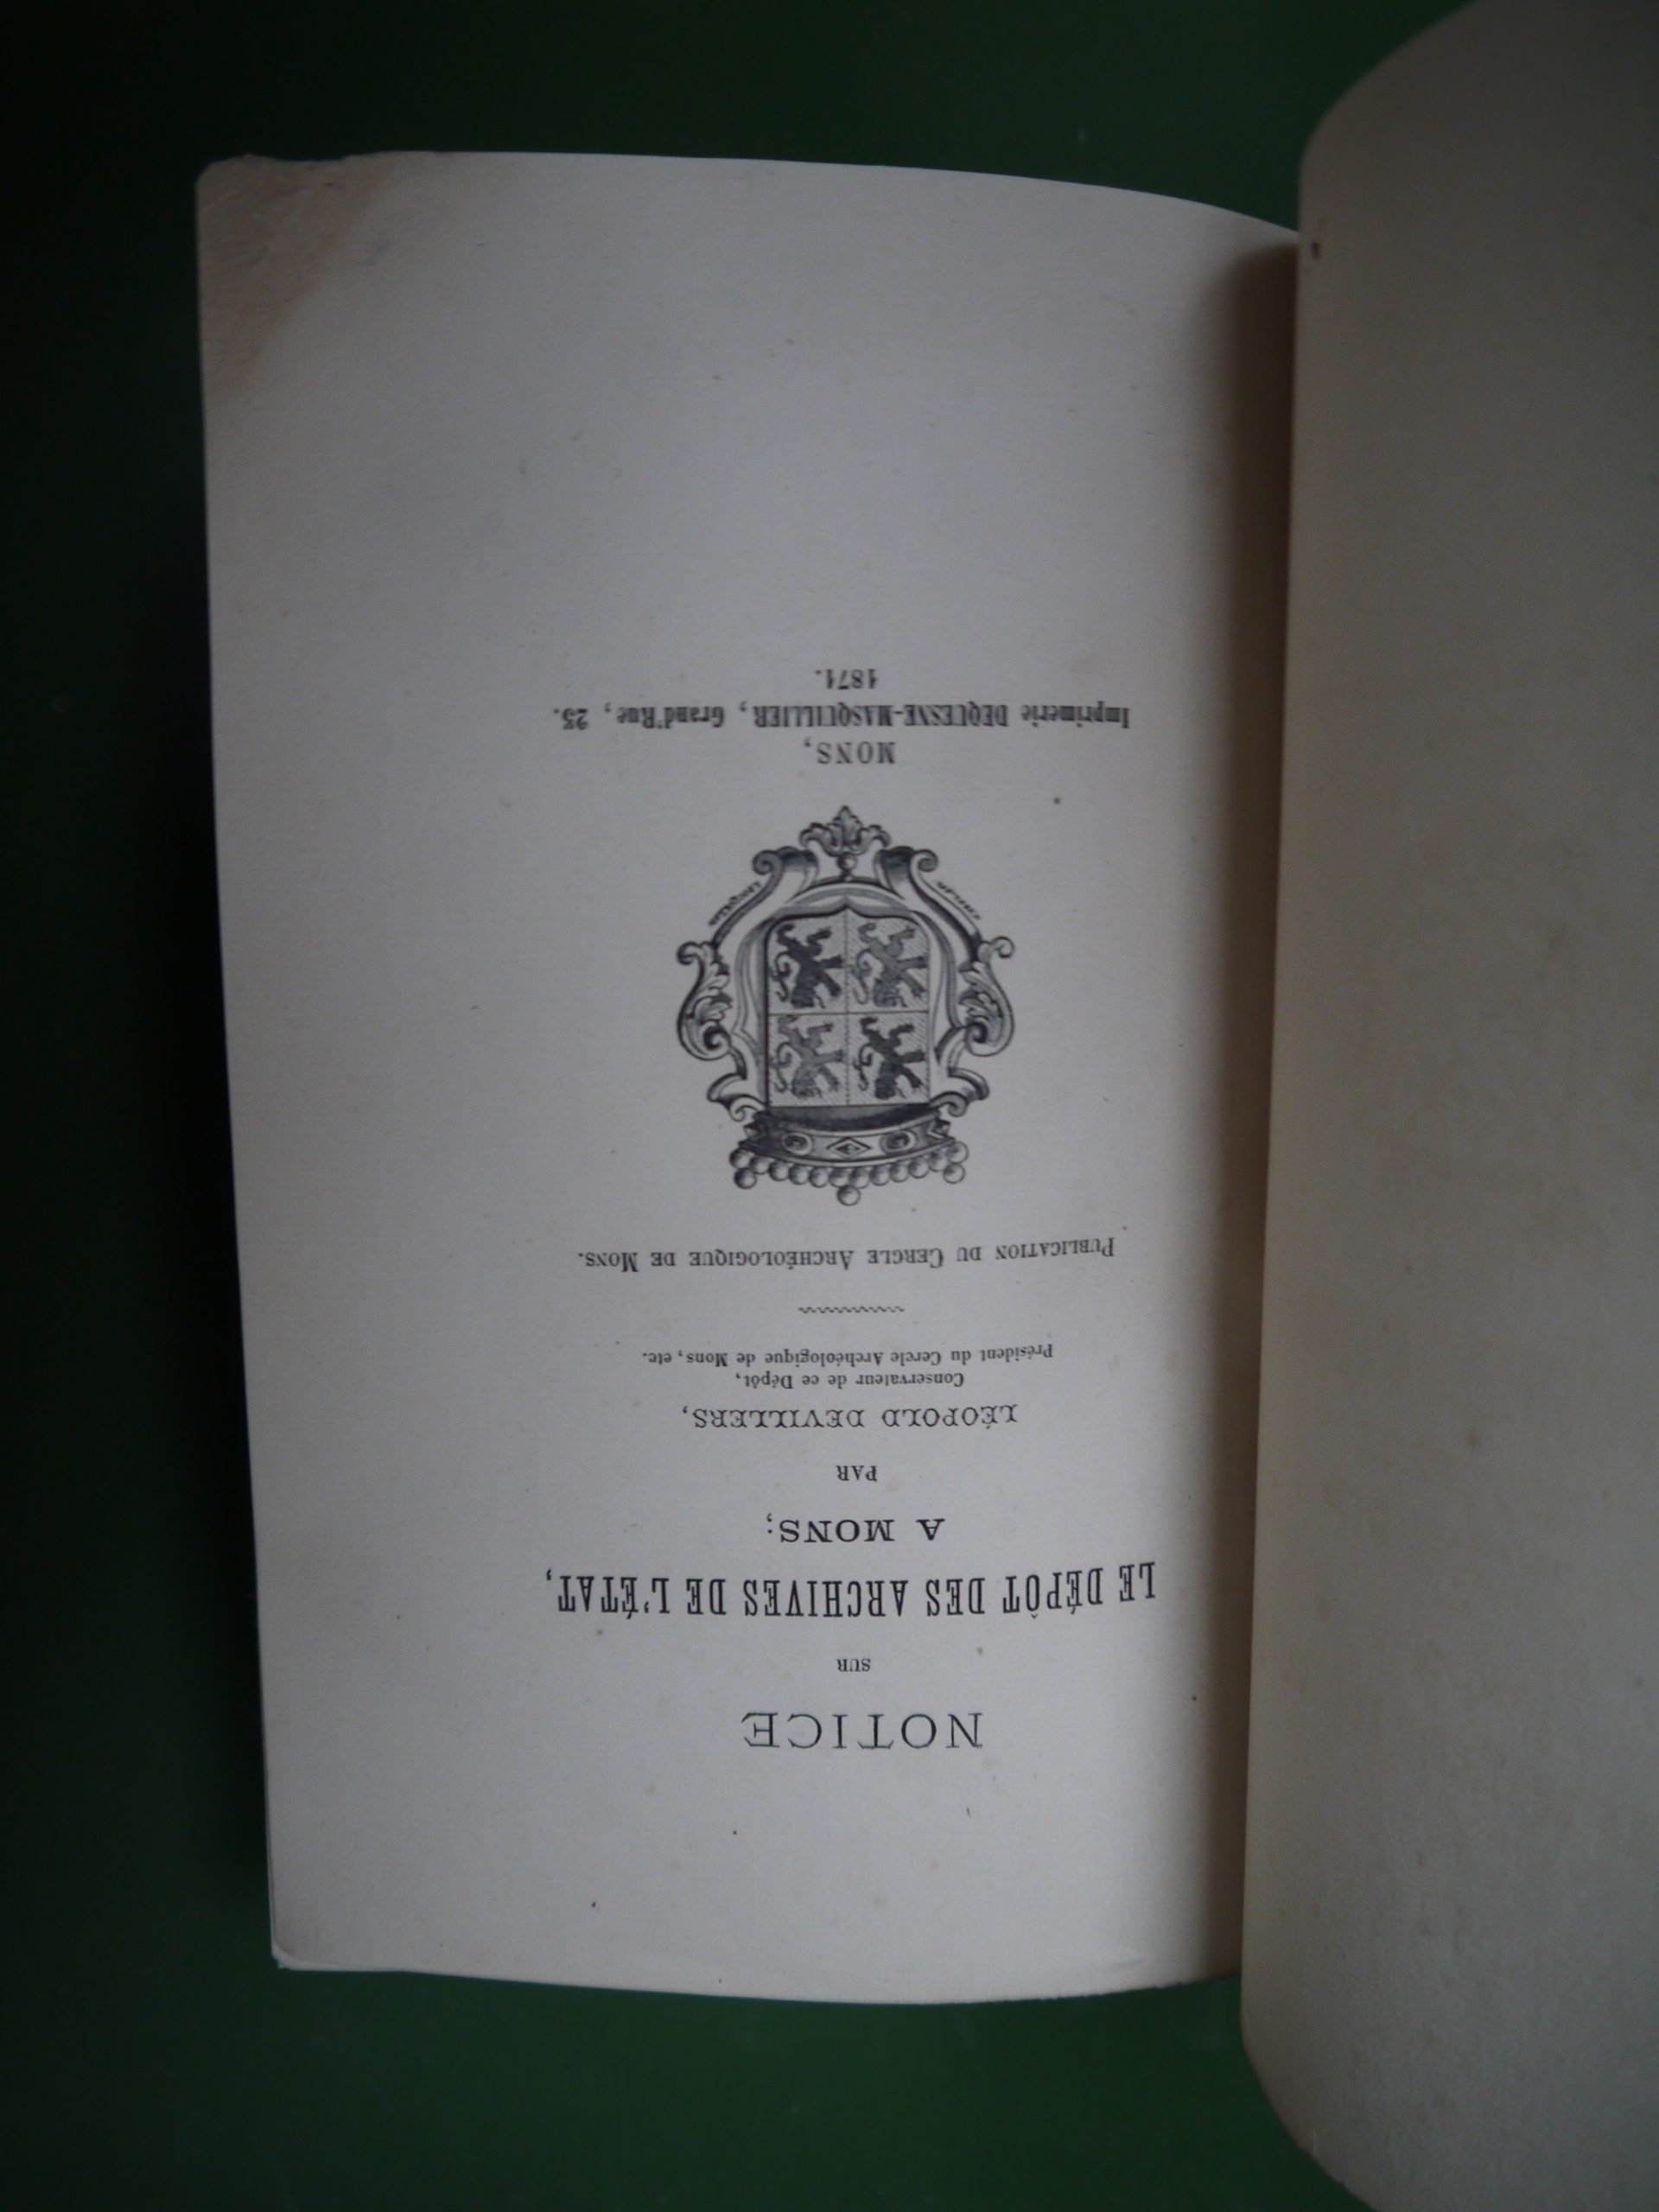 NOTICE
SUR
LE DÉPÔT DES ARCHIVES DE L'ÉTAT,
A MONS;
PAR
LÉOPOLD DEVILLERS,
Conservateur de ce Dépôt,
Président du Cercle Archéologique de Mons, etc.
PUBLICATION DU CERCLE ARCHÉOLOGIQUE DE MONS.
MONS,
Imprimerie DEQUESNE-MASQUILLIER, Grand'Rue, 25.
1871.